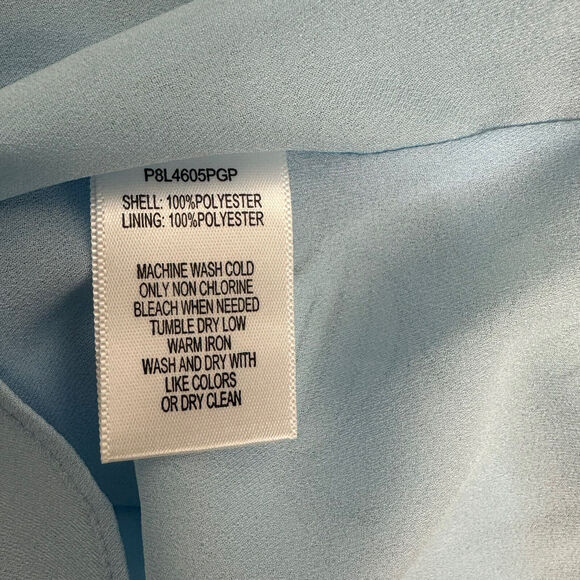 P8L4605PGP
SHELL: 100%POLYESTER
LINING: 100%POLYESTER
MACHINE WASH COLD
ONLY NON CHLORINE
BLEACH WHEN NEEDED
TUMBLE DRY LOW
WARM IRON
WASH AND DRY WITH
LIKE COLORS
OR DRY CLEAN